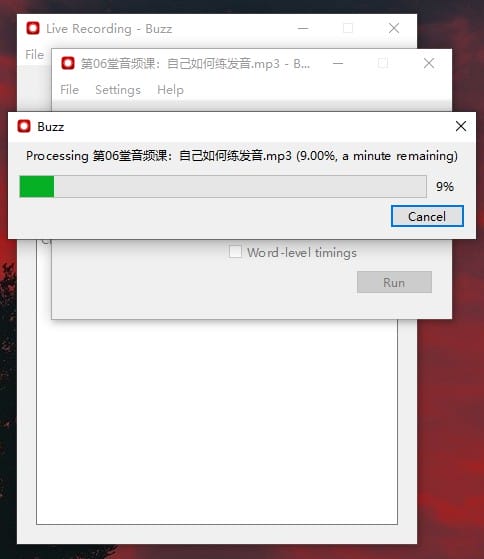 Live Recording - Buzz
File
第06堂音频课：自己如何练发音.mp3 - B...
File Settings Help
Buzz
Processing 第06堂音频课：自己如何练发音.mp3 (9.00%, a minute remaining)
9%
Cancel
Word-level timings
Run